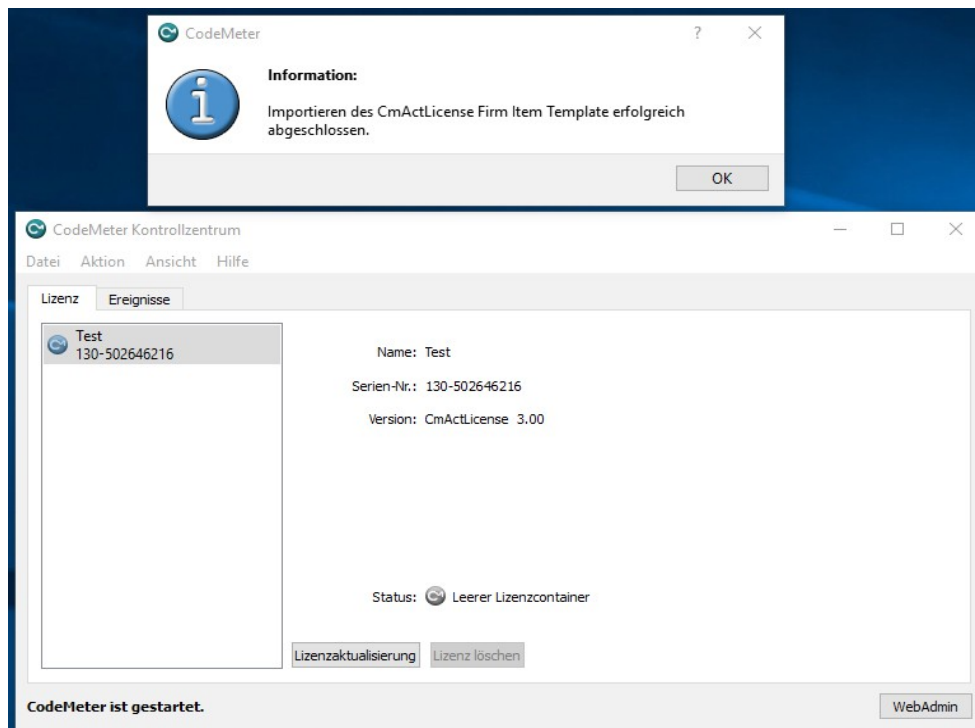 CodeMeter
Information:
Importieren des CmActLicense Firm Item Template erfolgreich
abgeschlossen.
OK
CodeMeter Kontrollzentrum
Datei Aktion Ansicht Hilfe
Lizenz Ereignisse
Test
130-502646216
Name: Test
Serien-Nr.: 130-502646216
Version: CmActLicense 3.00
Status: Leerer Lizenzcontainer
Lizenzaktualisierung Lizenz löschen
CodeMeter ist gestartet. WebAdmin